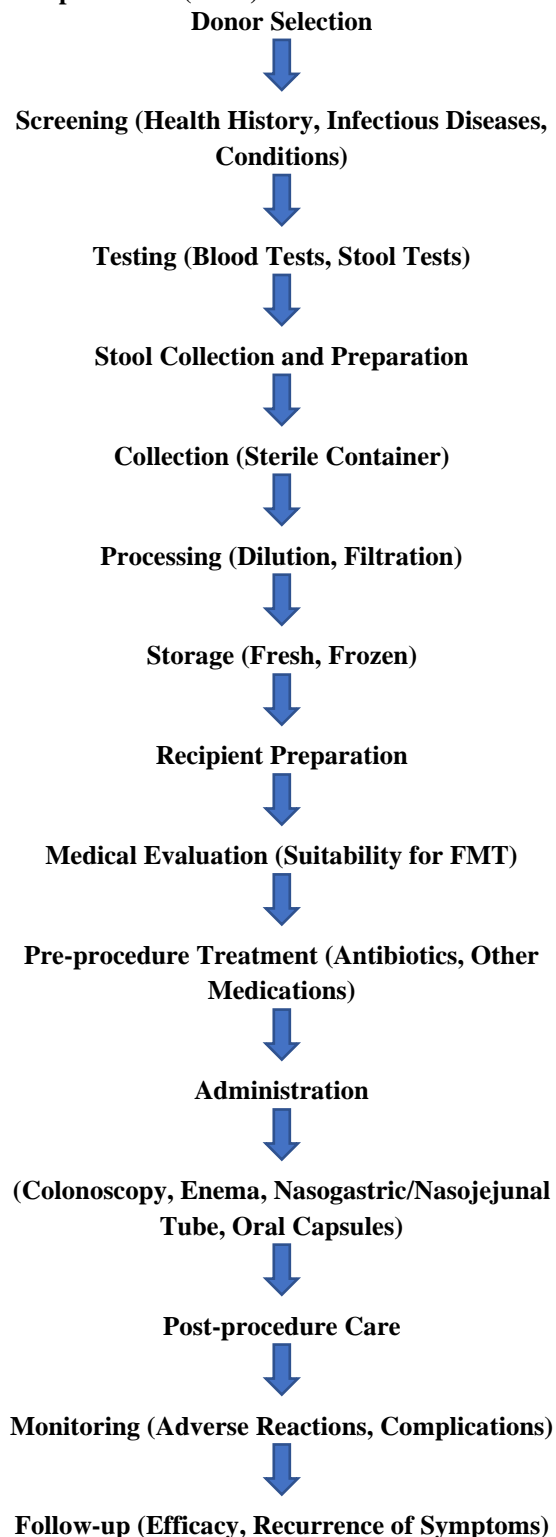 Donor Selection
Screening (Health History, Infectious Diseases,
Conditions)
Testing (Blood Tests, Stool Tests)
Stool Collection and Preparation
Collection (Sterile Container)
Processing (Dilution, Filtration)
Storage (Fresh, Frozen)
Recipient Preparation
Medical Evaluation (Suitability for FMT)
Pre-procedure Treatment (Antibiotics, Other
Medications)
Administration
(Colonoscopy, Enema, Nasogastric/Nasojejunal
Tube, Oral Capsules)
Post-procedure Care
Monitoring (Adverse Reactions, Complications)
Follow-up (Efficacy, Recurrence of Symptoms)